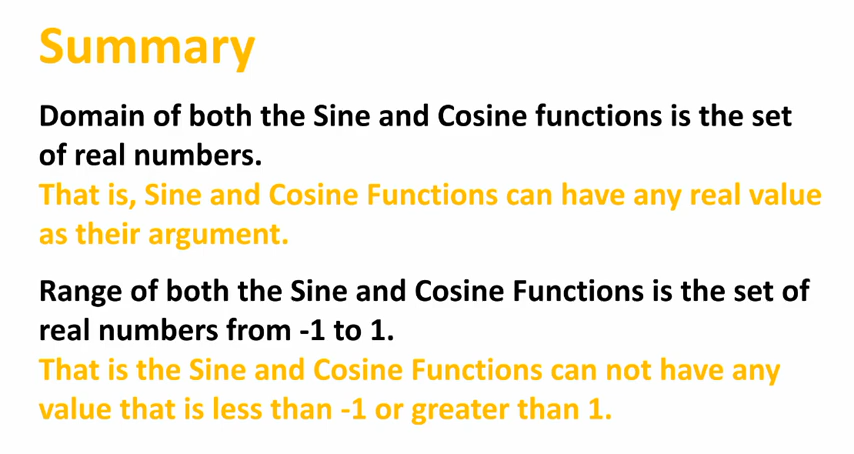 Summary
Domain of both the Sine and Cosine functions is the set
of real numbers.
That is, Sine and Cosine Functions can have any real value
as their argument.
Range of both the Sine and Cosine Functions is the set of
real numbers from -1 to 1.
That is the Sine and Cosine Functions can not have any
value that is less than -1 or greater than 1.